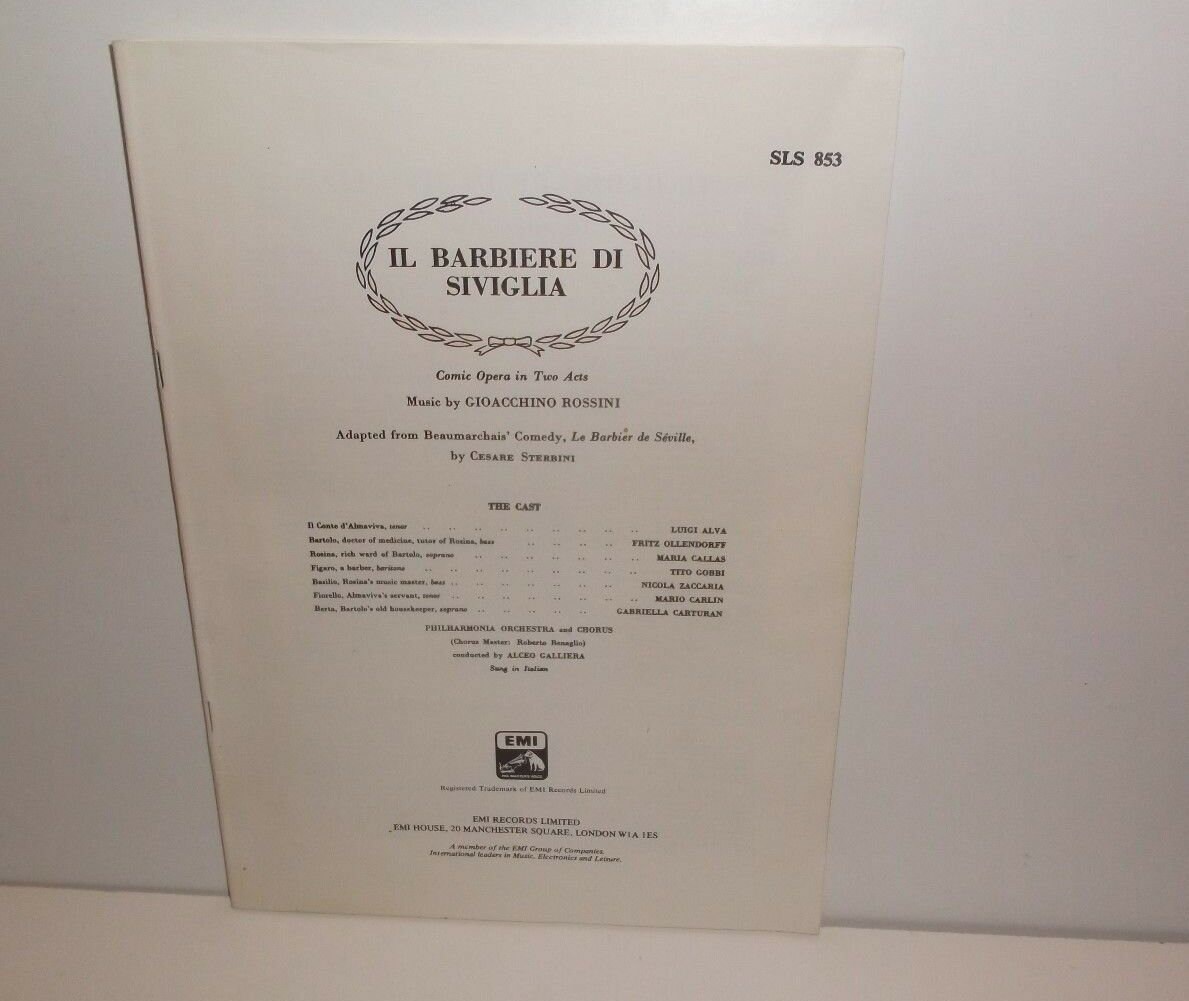 SLS 853
IL BARBIERE DI
SIVIGLIA
Comic Opera in Two Acts
Music by GIOACCHINO ROSSINI
Adapted from Beaumarchais' Comedy, Le Barbier de Séville,
by CESARE STERBINI
THE CAST
Il Conte d'Almaviva, tenor .. .. .. .. .. .. .. .. .. LUIGI ALVA
Bartolo, doctor of medicine, tutor of Rosina, bass .. .. .. .. FRITZ OLLENDORFF
Rosina, rich ward of Bartolo, soprano .. .. .. .. .. .. .. MARIA CALLAS
Figaro, a barber, baritone .. .. .. .. .. .. .. .. .. TITO GOBBI
Basilio, Rosina's music master, bass .. .. .. .. .. .. .. NICOLA ZACCARIA
Fiorello, Almaviva's servant, tenor .. .. .. .. .. .. .. .. MARIO CARLIN
Berta, Bartolo's old housekeeper, soprano .. .. .. .. .. GABRIELLA CARTURAN
PHILHARMONIA ORCHESTRA and CHORUS
(Chorus Master: Roberto Benaglio)
conducted by ALCEO GALLIERA
Sung in Italian
EMI
HIS MASTER'S VOICE
Registered Trademark of EMI Records Limited
EMI RECORDS LIMITED
EMI HOUSE, 20 MANCHESTER SQUARE, LONDON W1A 1ES
A member of the EMI Group of Companies.
International leaders in Music, Electronics and Leisure.